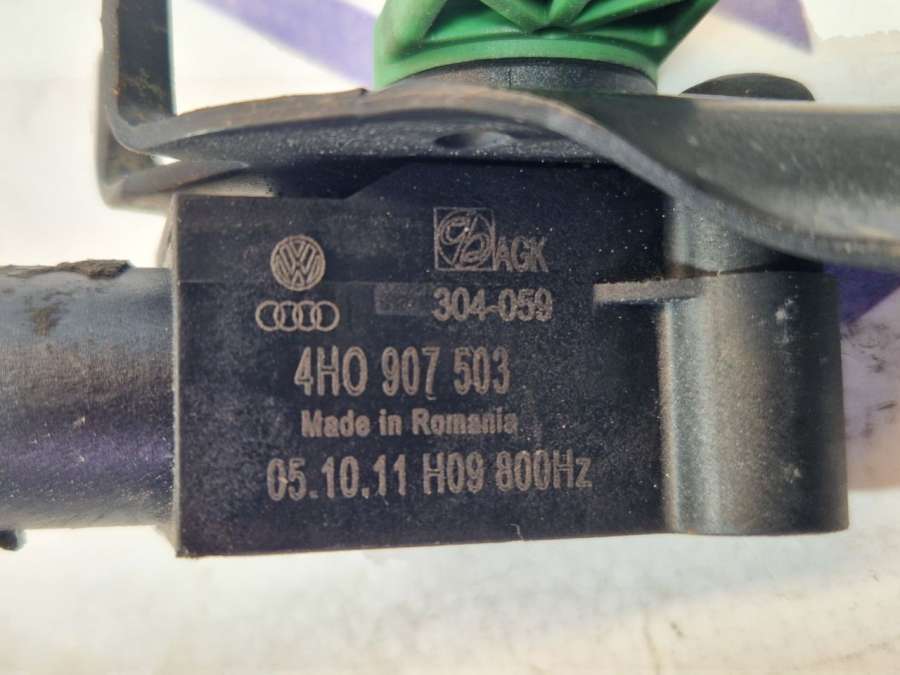 AGK
304-059
4H0 907 503
Made in Romania
05.10.11 H09 800Hz